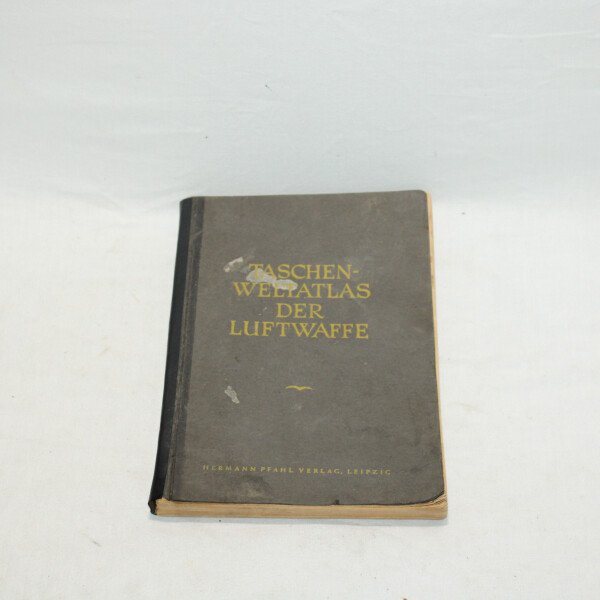 TASCHEN-
WELTATLAS
DER
LUFTWAFFE
HERMANN PFAHL VERLAG, LEIPZIG